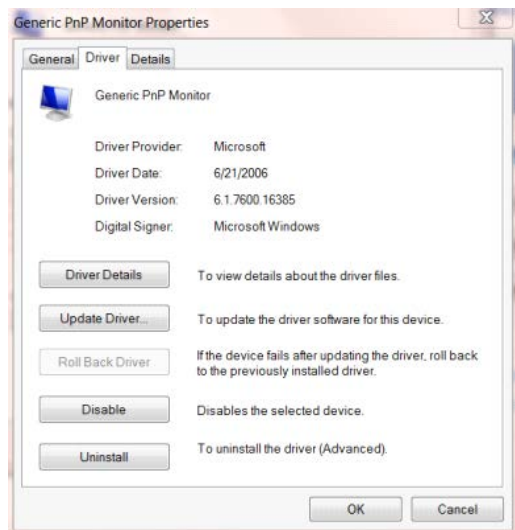 Generic PnP Monitor Properties
General Driver Details
Generic PnP Monitor
Driver Provider: Microsoft
Driver Date: 6/21/2006
Driver Version: 6.1.7600.16385
Digital Signer: Microsoft Windows
Driver Details To view details about the driver files.
Update Driver... To update the driver software for this device.
Roll Back Driver If the device fails after updating the driver, roll back
to the previously installed driver.
Disable Disables the selected device.
Uninstall To uninstall the driver (Advanced).
OK Cancel